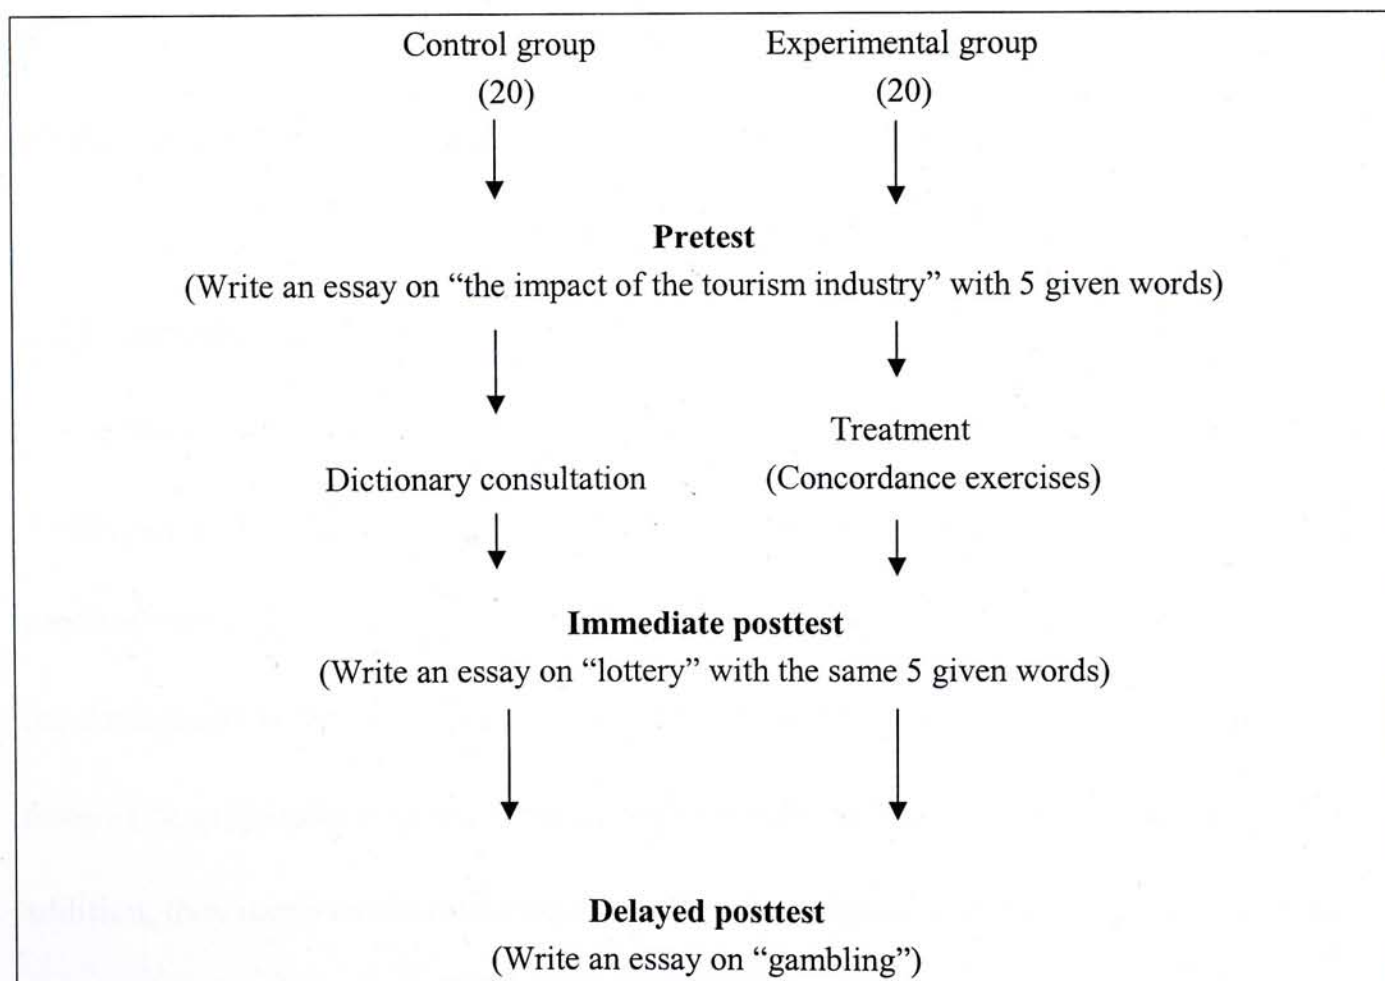 Control group
Experimental group
(20)
(20)
Pretest
(Write an essay on “the impact of the tourism industry” with 5 given words)
Treatment
Dictionary consultation
(Concordance exercises)
Immediate posttest
(Write an essay on “lottery” with the same 5 given words)
Delayed posttest
(Write an essay on “gambling”)